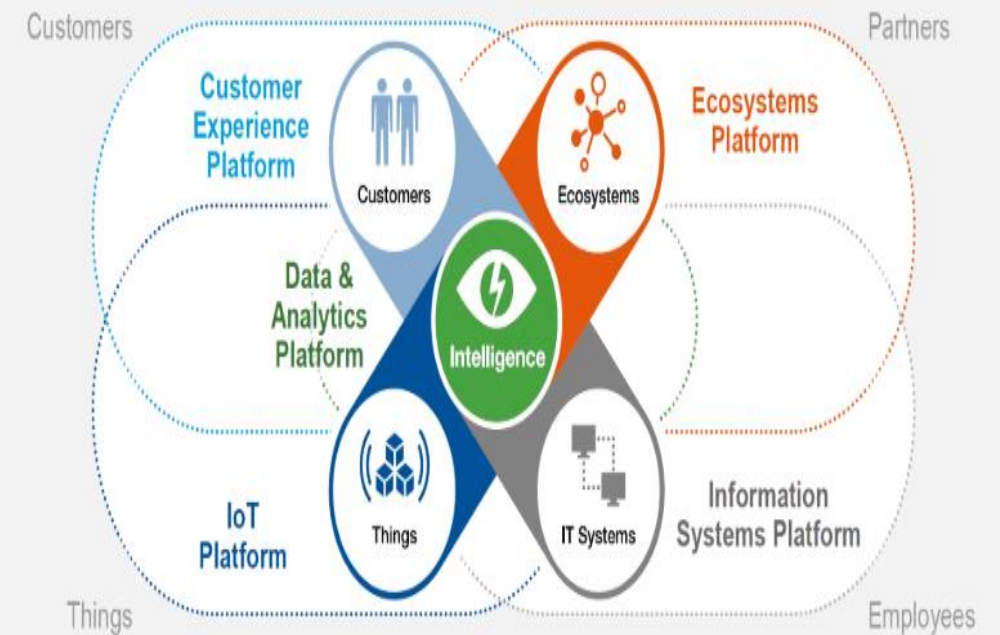 Customers
Partners
Customer
Experience
Platform
Ecosystems
Platform
Customers
Ecosystems
Data &
Analytics
Platform
Intelligence
IoT
Platform
Things
IT Systems
Information
Systems Platform
Things
Employees